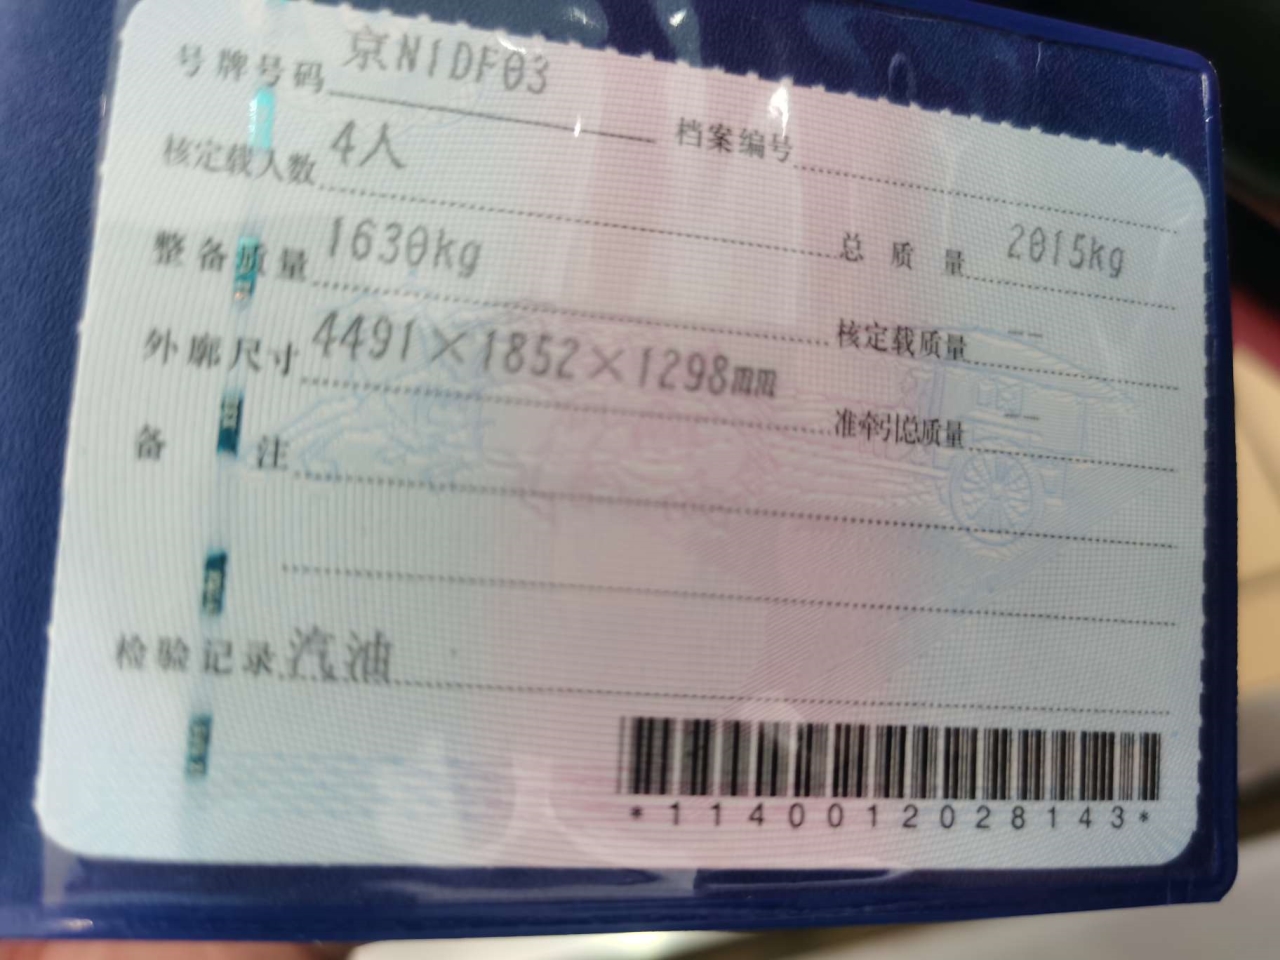 号牌号码 京N1DF03 档案编号
核定载人数 4人 总质量 2015kg
整备质量 1630kg 核定载质量 --
外廓尺寸 4491×1852×1298mm 准牵引总质量 --
备注
检验记录 汽油
*1140012028143*